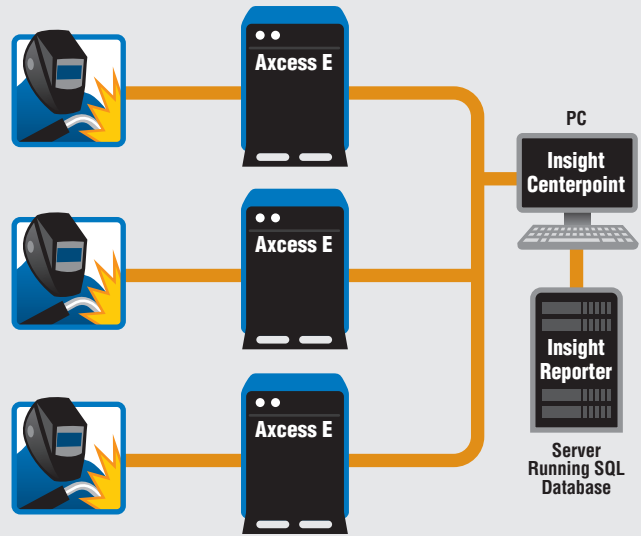 Axcess E
Axcess E
Axcess E
PC
Insight
Centerpoint
Insight
Reporter
Server
Running SQL
Database